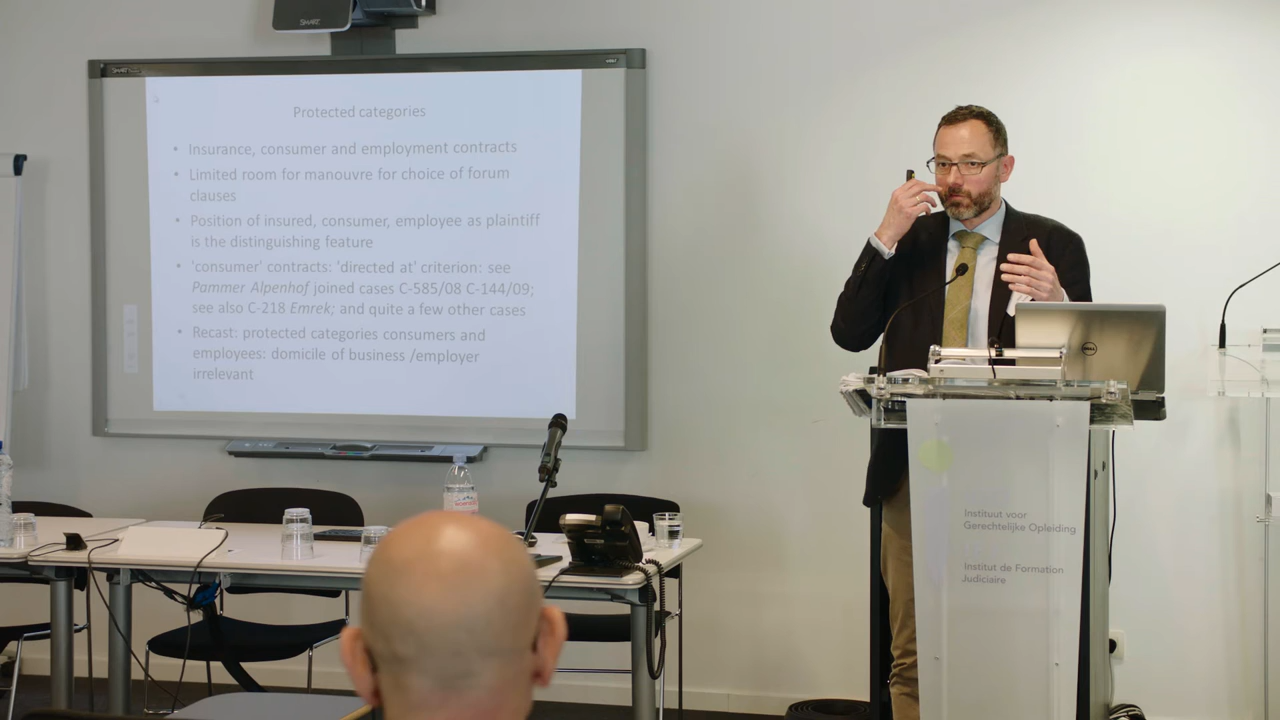 SMART
SMART
Protected categories
• Insurance, consumer and employment contracts
• Limited room for manouvre for choice of forum
clauses
• Position of insured, consumer, employee as plaintiff
is the distinguishing feature
• 'consumer' contracts: 'directed at' criterion: see
Pammer Alpenhof joined cases C-585/08 C-144/09;
see also C-218 Emrek; and quite a few other cases
• Recast: protected categories consumers and
employees: domicile of business /employer
irrelevant
DELL
Instituut voor
Gerechtelijke Opleiding
Institut de Formation
Judiciaire